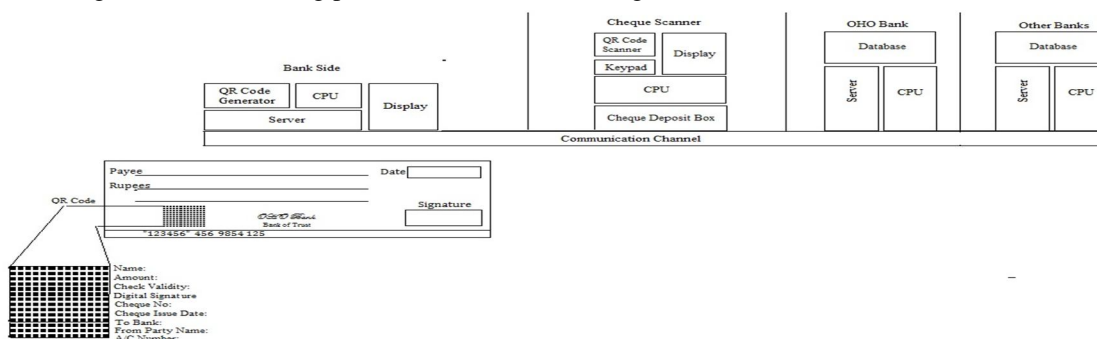 Cheque Scanner
OHO Bank
Other Banks
QR Code
Scanner
Display
Keypad
CPU
Cheque Deposit Box
Database
Server
CPU
Database
Server
CPU
Bank Side
QR Code
Generator
CPU
Display
Server
Communication Channel
Payee
Date
Rupees
QR Code
Signature
OHO Bank
Bank of Trust
"123456" 456 9854 125
Name:
Amount:
Check Validity:
Digital Signature
Cheque No:
Cheque Issue Date:
To Bank:
From Party Name:
A/C Number: